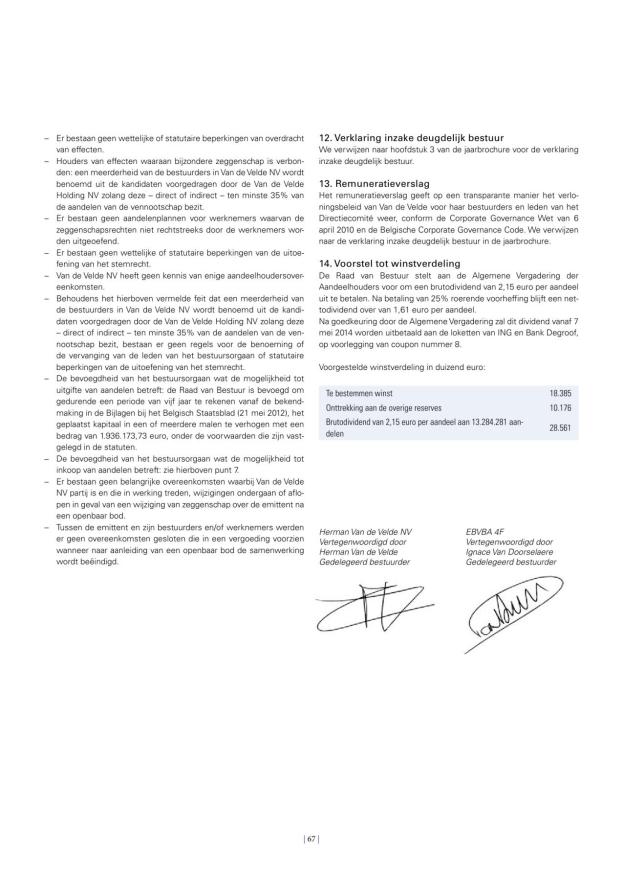 – Er bestaan geen wettelijke of statutaire beperkingen van overdracht
van effecten.
– Houders van effecten waaraan bijzondere zeggenschap is verbon-
den: een meerderheid van de bestuurders in Van de Velde NV wordt
benoemd uit de kandidaten voorgedragen door de Van de Velde
Holding NV zolang deze – direct of indirect – ten minste 35% van
de aandelen van de vennootschap bezit.
– Er bestaan geen aandelenplannen voor werknemers waarvan de
zeggenschapsrechten niet rechtstreeks door de werknemers wor-
den uitgeoefend.
– Er bestaan geen wettelijke of statutaire beperkingen van de uitoe-
fening van het stemrecht.
– Van de Velde NV heeft geen kennis van enige aandeelhoudersover-
eenkomsten.
– Behoudens het hierboven vermelde feit dat een meerderheid van
de bestuurders in Van de Velde NV wordt benoemd uit de kandi-
daten voorgedragen door de Van de Velde Holding NV zolang deze
– direct of indirect – ten minste 35% van de aandelen van de ven-
nootschap bezit, bestaan er geen regels voor de benoeming of
de vervanging van de leden van het bestuursorgaan of statutaire
beperkingen van de uitoefening van het stemrecht.
– De bevoegdheid van het bestuursorgaan wat de mogelijkheid tot
uitgifte van aandelen betreft: de Raad van Bestuur is bevoegd om
gedurende een periode van vijf jaar te rekenen vanaf de bekend-
making in de Bijlagen bij het Belgisch Staatsblad (21 mei 2012), het
geplaatst kapitaal in een of meerdere malen te verhogen met een
bedrag van 1.936.173,73 euro, onder de voorwaarden die zijn vast-
gelegd in de statuten.
– De bevoegdheid van het bestuursorgaan wat de mogelijkheid tot
inkoop van aandelen betreft: zie hierboven punt 7.
– Er bestaan geen belangrijke overeenkomsten waarbij Van de Velde
NV partij is en die in werking treden, wijzigingen ondergaan of aflo-
pen in geval van een wijziging van zeggenschap over de emittent na
een openbaar bod.
– Tussen de emittent en zijn bestuurders en/of werknemers werden
er geen overeenkomsten gesloten die in een vergoeding voorzien
wanneer naar aanleiding van een openbaar bod de samenwerking
wordt beëindigd.
12. Verklaring inzake deugdelijk bestuur
We verwijzen naar hoofdstuk 3 van de jaarbrochure voor de verklaring
inzake deugdelijk bestuur.
13. Remuneratieverslag
Het remuneratieverslag geeft op een transparante manier het verlo-
ningsbeleid van Van de Velde voor haar bestuurders en leden van het
Directiecomité weer, conform de Corporate Governance Wet van 6
april 2010 en de Belgische Corporate Governance Code. We verwijzen
naar de verklaring inzake deugdelijk bestuur in de jaarbrochure.
14. Voorstel tot winstverdeling
De Raad van Bestuur stelt aan de Algemene Vergadering der
Aandeelhouders voor om een brutodividend van 2,15 euro per aandeel
uit te betalen. Na betaling van 25% roerende voorheffing blijft een net-
todividend over van 1,61 euro per aandeel.
Na goedkeuring door de Algemene Vergadering zal dit dividend vanaf 7
mei 2014 worden uitbetaald aan de loketten van ING en Bank Degroof,
op voorlegging van coupon nummer 8.
Voorgestelde winstverdeling in duizend euro:
Te bestemmen winst 18.385
Onttrekking aan de overige reserves 10.176
Brutodividend van 2,15 euro per aandeel aan 13.284.281 aan-
delen 28.561
Herman Van de Velde NV
Vertegenwoordigd door
Herman Van de Velde
Gedelegeerd bestuurder
EBVBA 4F
Vertegenwoordigd door
Ignace Van Doorselaere
Gedelegeerd bestuurder
| 67 |